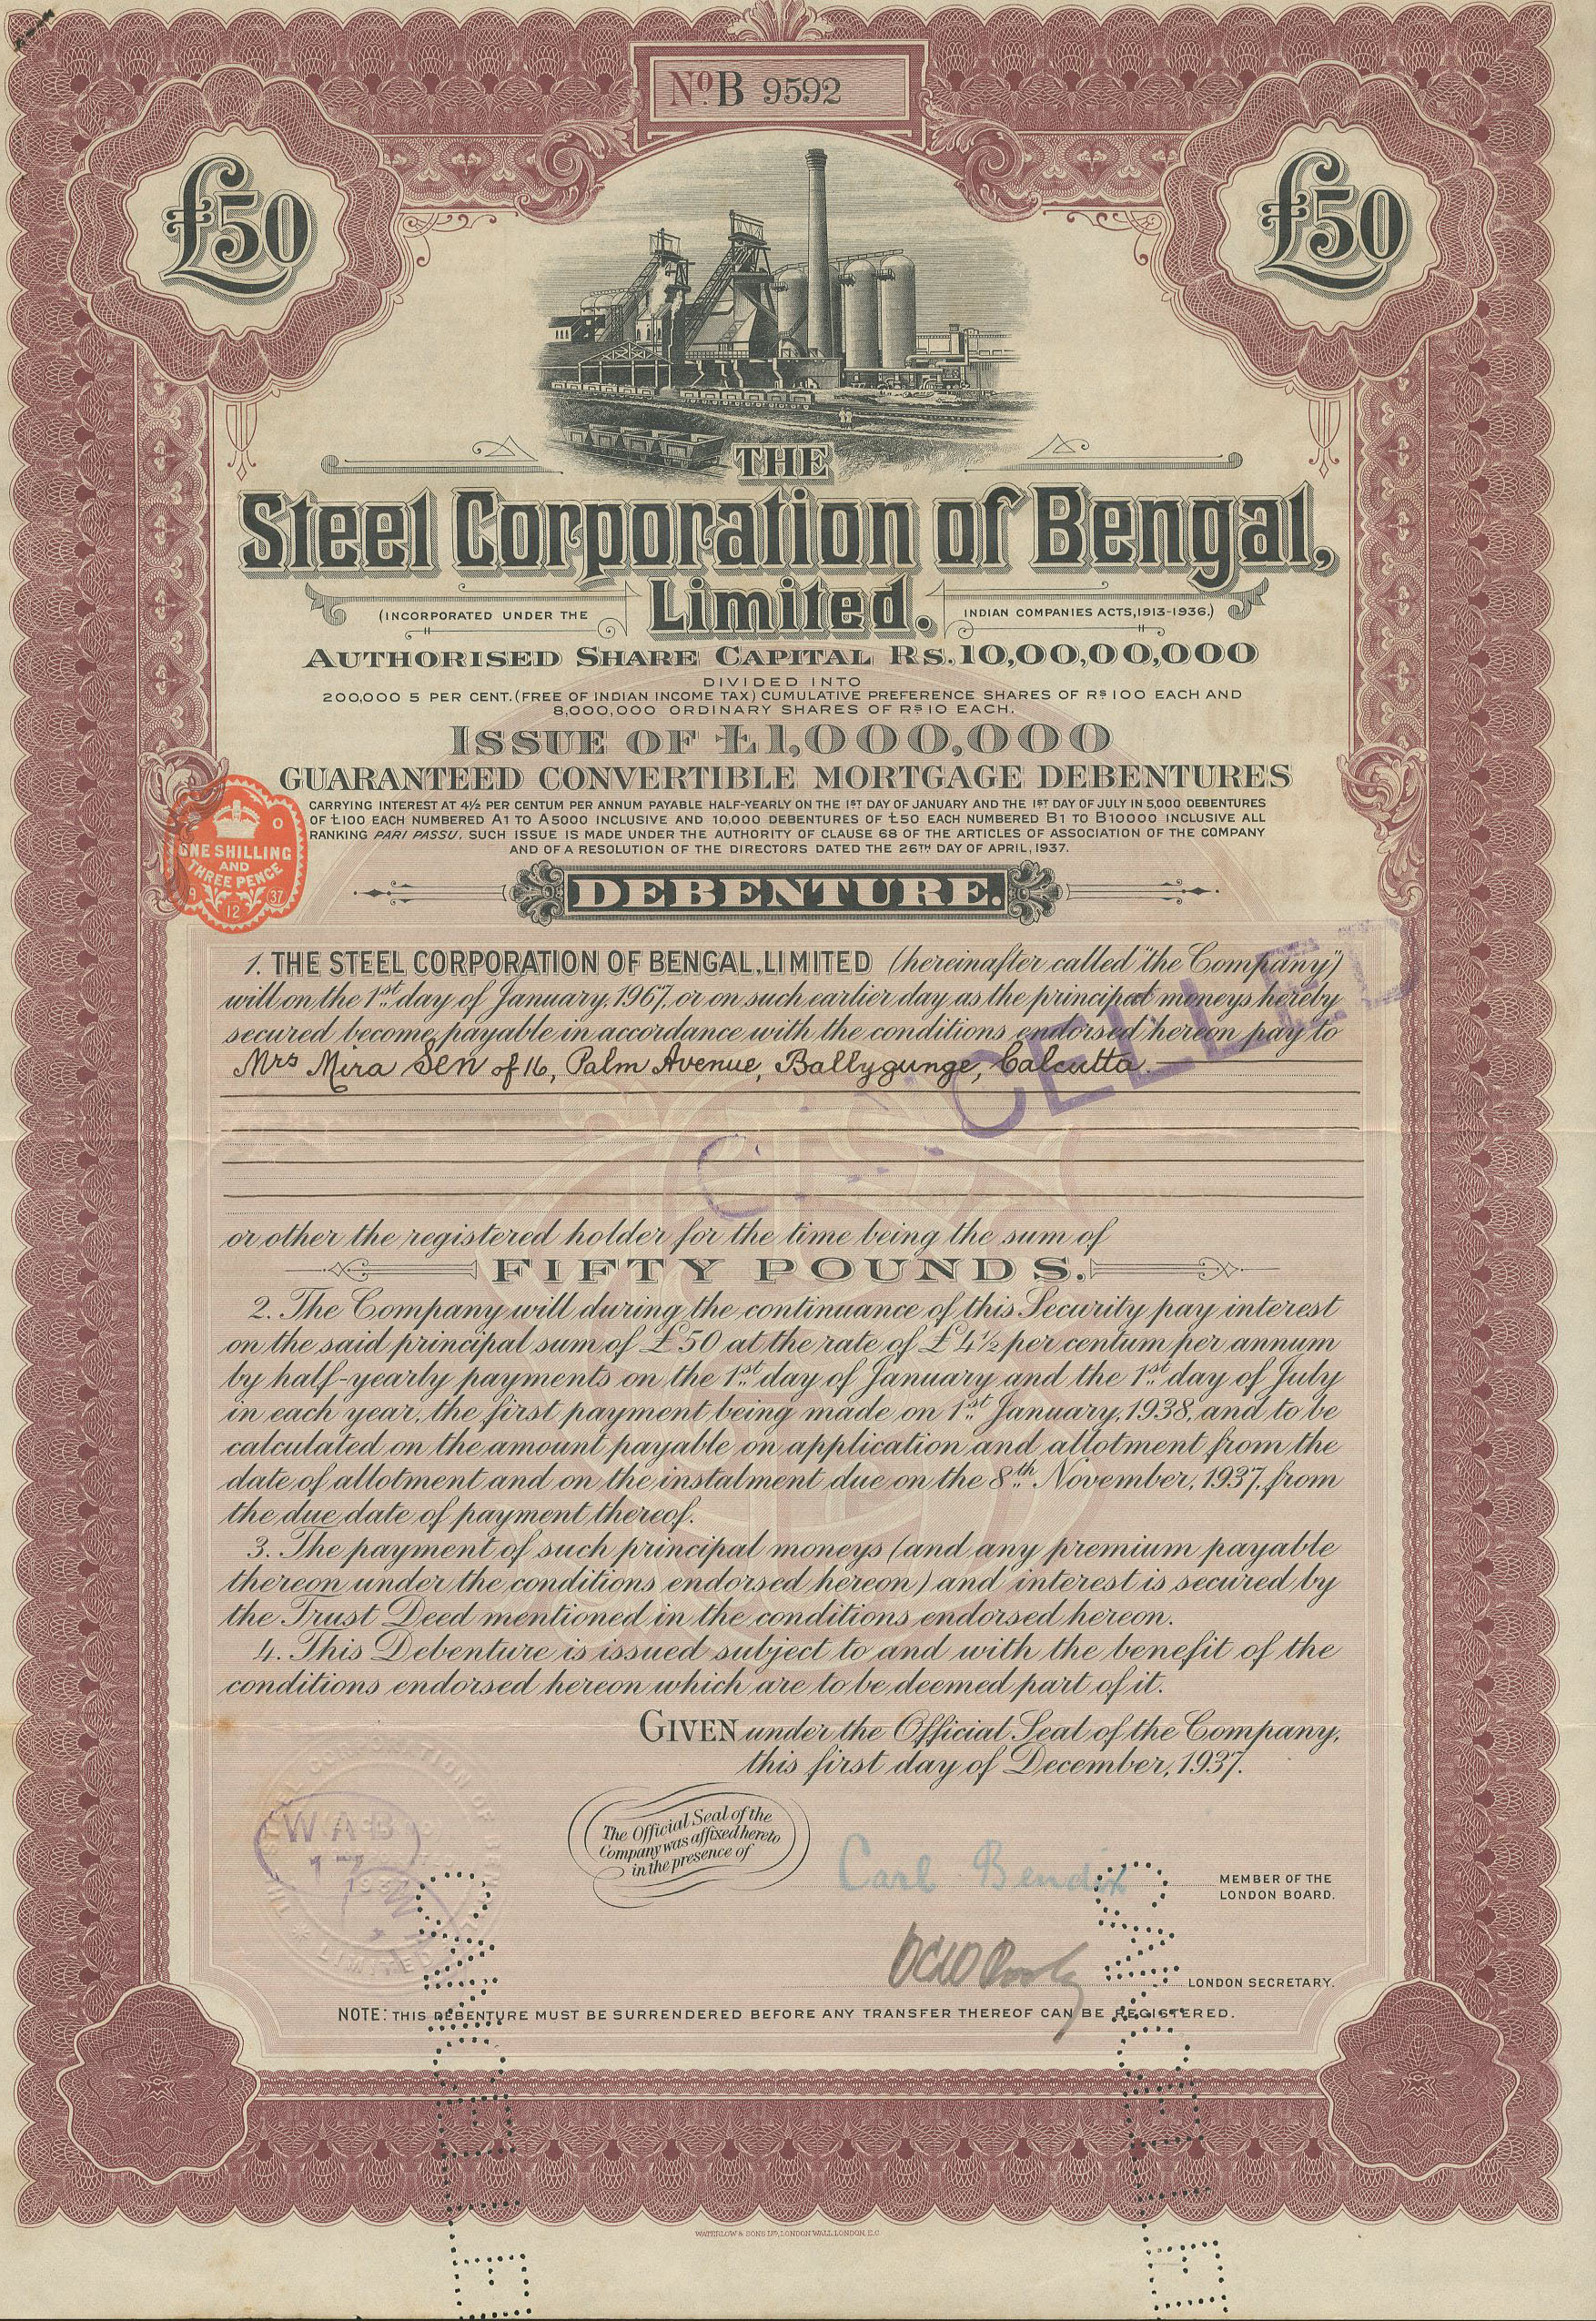 No. B 9592
£50
£50
THE
Steel Corporation of Bengal,
Limited.
(INCORPORATED UNDER THE INDIAN COMPANIES ACTS, 1913-1936.)
AUTHORISED SHARE CAPITAL RS. 10,00,00,000
DIVIDED INTO
200,000 5 PER CENT. (FREE OF INDIAN INCOME TAX) CUMULATIVE PREFERENCE SHARES OF Rs 100 EACH AND
8,000,000 ORDINARY SHARES OF Rs 10 EACH.
ISSUE OF £1,000,000
GUARANTEED CONVERTIBLE MORTGAGE DEBENTURES
CARRYING INTEREST AT 4½ PER CENTUM PER ANNUM PAYABLE HALF-YEARLY ON THE 1ST DAY OF JANUARY AND THE 1ST DAY OF JULY IN 5,000 DEBENTURES
OF £100 EACH NUMBERED A1 TO A5000 INCLUSIVE AND 10,000 DEBENTURES OF £50 EACH NUMBERED B1 TO B10000 INCLUSIVE ALL
RANKING PARI PASSU. SUCH ISSUE IS MADE UNDER THE AUTHORITY OF CLAUSE 68 OF THE ARTICLES OF ASSOCIATION OF THE COMPANY
AND OF A RESOLUTION OF THE DIRECTORS DATED THE 26TH DAY OF APRIL, 1937.
ONE SHILLING
AND
THREE PENCE
9 12 37
DEBENTURE.
1. THE STEEL CORPORATION OF BENGAL, LIMITED (hereinafter called "the Company")
will on the 1st day of January, 1967, or on such earlier day as the principal moneys hereby
secured become payable in accordance with the conditions endorsed hereon pay to
Mrs Mira Sen of 16, Palm Avenue, Ballygunge, Calcutta.
or other the registered holder for the time being the sum of
FIFTY POUNDS.
2. The Company will during the continuance of this Security pay interest
on the said principal sum of £50 at the rate of £4½ per centum per annum
by half-yearly payments on the 1st day of January and the 1st day of July
in each year, the first payment being made on 1st January, 1938, and to be
calculated on the amount payable on application and allotment from the
date of allotment and on the instalment due on the 8th November, 1937, from
the due date of payment thereof.
3. The payment of such principal moneys (and any premium payable
thereon under the conditions endorsed hereon) and interest is secured by
the Trust Deed mentioned in the conditions endorsed hereon.
4. This Debenture is issued subject to and with the benefit of the
conditions endorsed hereon which are to be deemed part of it.
GIVEN under the Official Seal of the Company,
this first day of December, 1937.
The Official Seal of the
Company was affixed hereto
in the presence of
Carl Bendix
MEMBER OF THE
LONDON BOARD.
LONDON SECRETARY.
NOTE: THIS DEBENTURE MUST BE SURRENDERED BEFORE ANY TRANSFER THEREOF CAN BE REGISTERED.
WATERLOW & SONS LTD, LONDON WALL, LONDON, E.C.